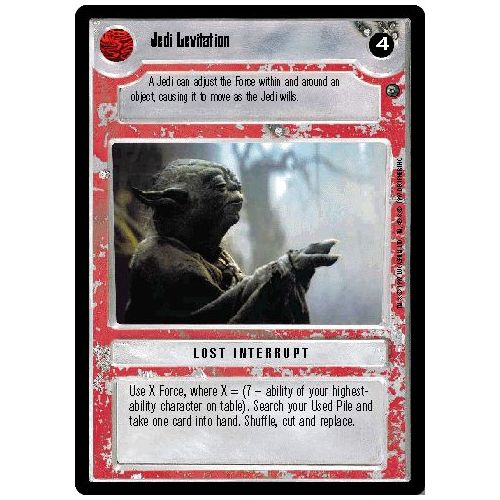 Jedi Levitation
4
A Jedi can adjust the Force within and around an
object, causing it to move as the Jedi wills.
LOST INTERRUPT
Use X Force, where X = (7 – ability of your highest-
ability character on table). Search your Used Pile and
take one card into hand. Shuffle, cut and replace.